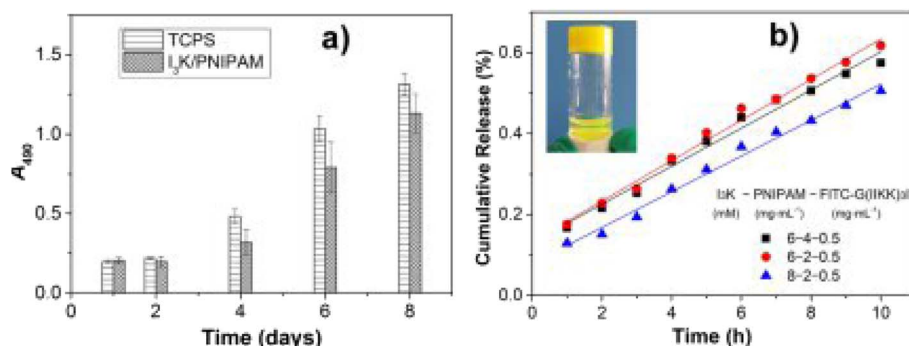 a)
TCPS
I₃K/PNIPAM
A₄₉₀
1.5
1.0
0.5
0.0
0 2 4 6 8
Time (days)
b)
Cumulative Release (%)
0.6
0.4
0.2
0.0
I₃K – PNIPAM – FITC-G(IIKK)₃I
(mM) (mg·mL⁻¹) (mg·mL⁻¹)
6–4–0.5
6–2–0.5
8–2–0.5
0 2 4 6 8 10
Time (h)